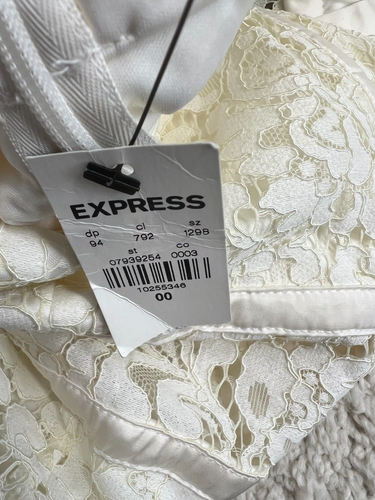 EXPRESS
dp cl sz
94 792 1298
st co
07939254 0003
10255346
00